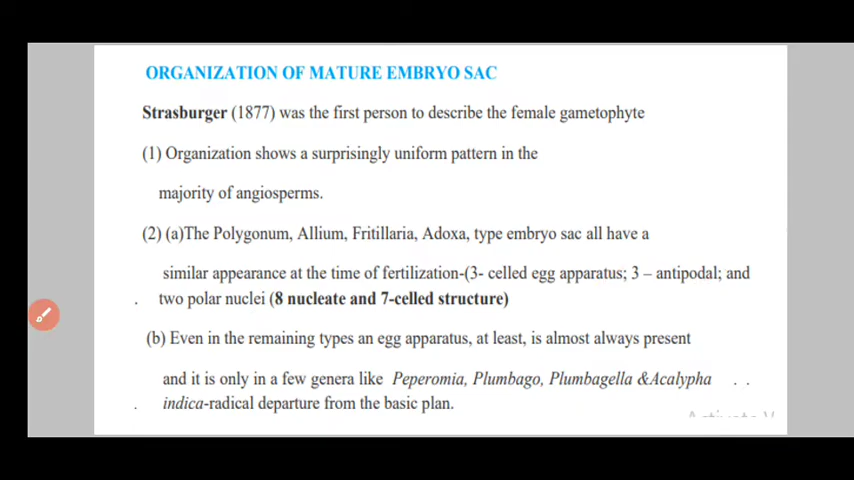 ORGANIZATION OF MATURE EMBRYO SAC
Strasburger (1877) was the first person to describe the female gametophyte
(1) Organization shows a surprisingly uniform pattern in the
majority of angiosperms.
(2) (a)The Polygonum, Allium, Fritillaria, Adoxa, type embryo sac all have a
similar appearance at the time of fertilization-(3- celled egg apparatus; 3 – antipodal; and
. two polar nuclei (8 nucleate and 7-celled structure)
(b) Even in the remaining types an egg apparatus, at least, is almost always present
and it is only in a few genera like Peperomia, Plumbago, Plumbagella &Acalypha . .
. indica-radical departure from the basic plan.